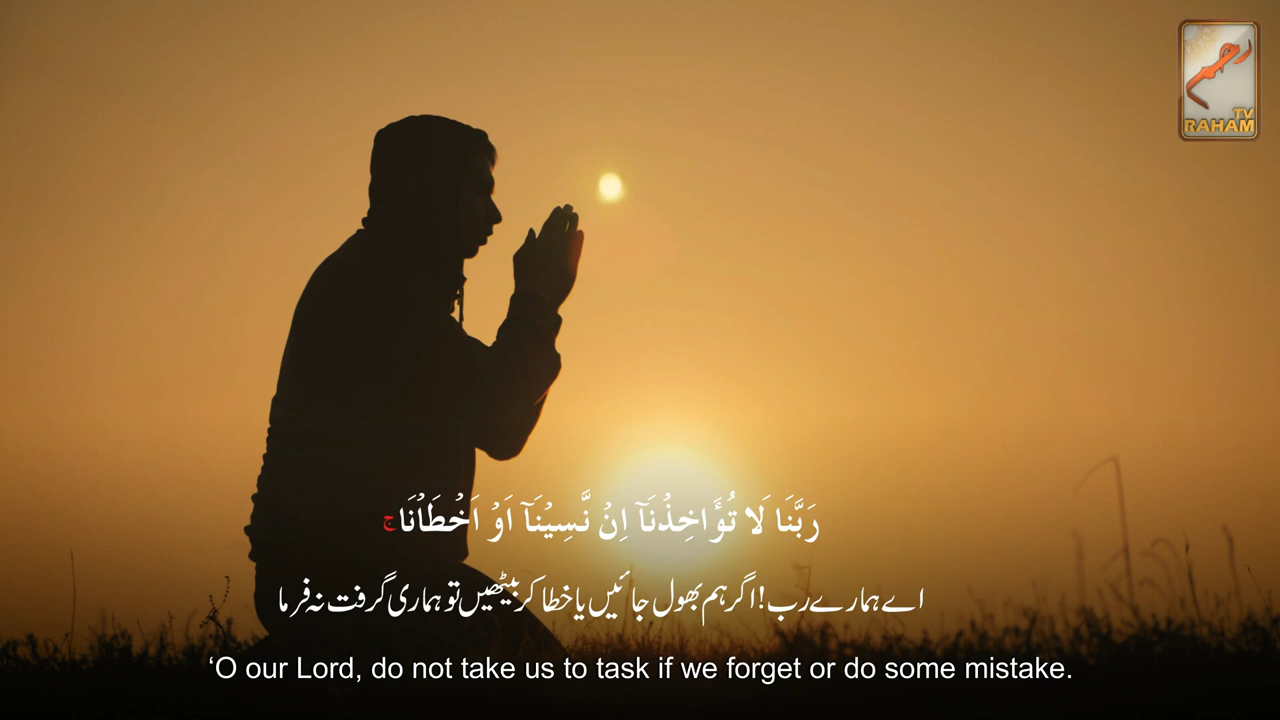 رحم
TV
RAHAM
رَبَّنَا لَا تُؤَاخِذْنَآ اِنْ نَّسِيْنَآ اَوْ اَخْطَاْنَا ۚ
اے ہمارے رب! اگر ہم بھول جائیں یا خطا کر بیٹھیں تو ہماری گرفت نہ فرما
‘O our Lord, do not take us to task if we forget or do some mistake.